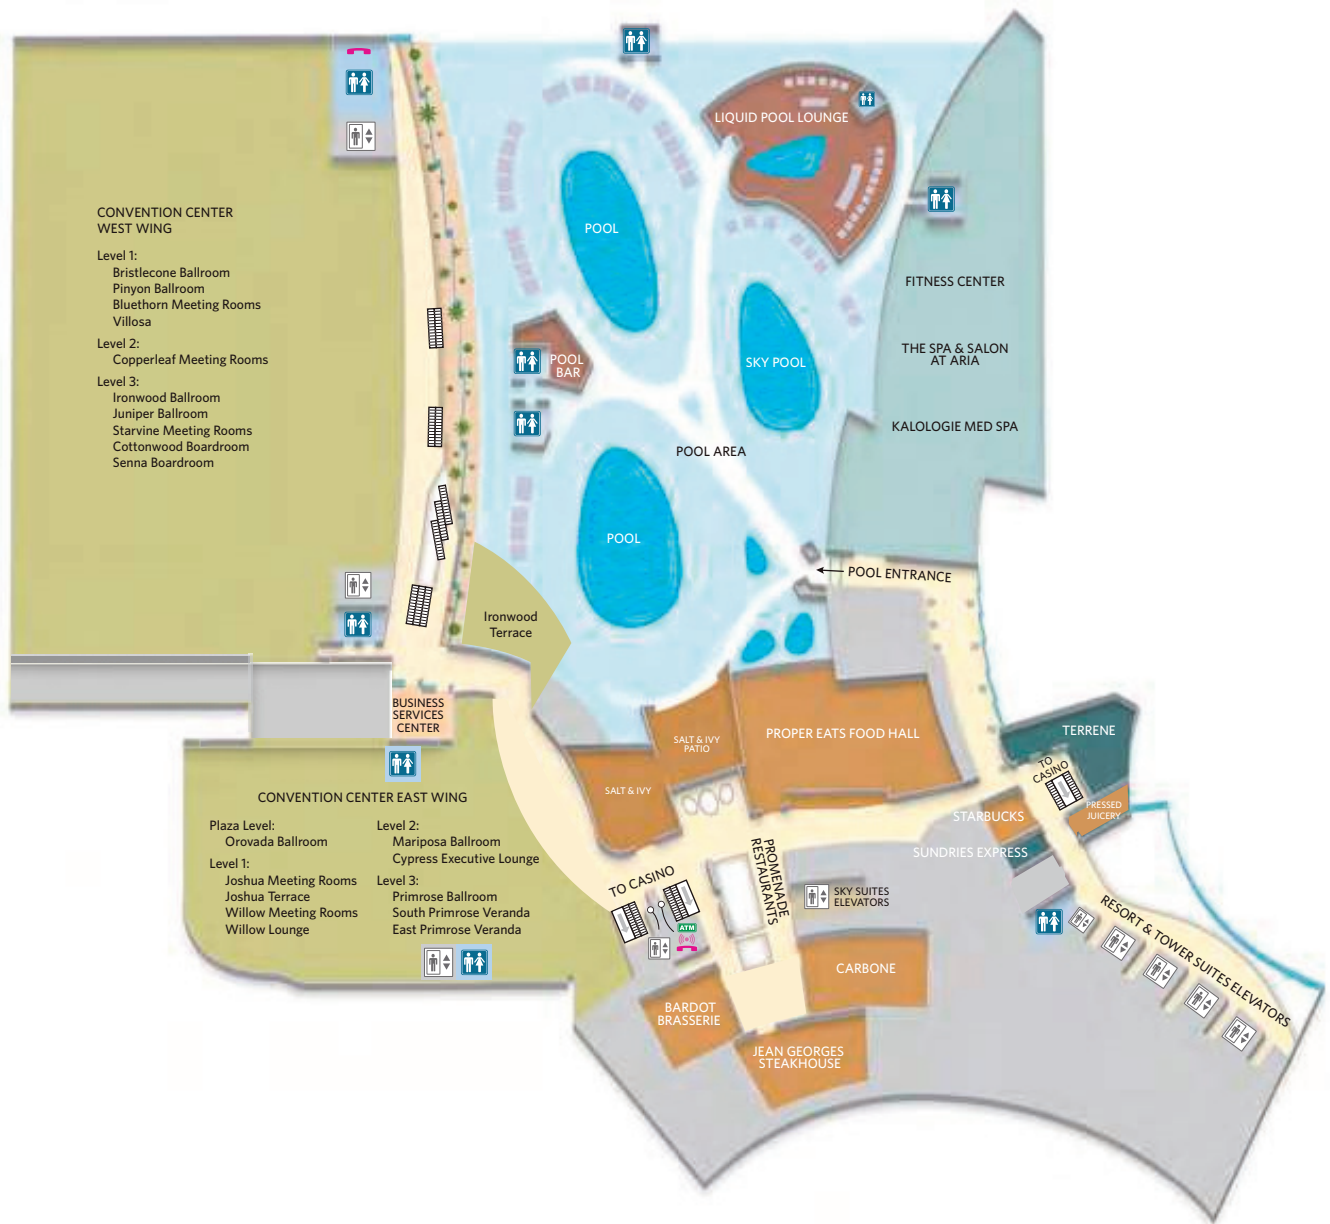 LIQUID POOL LOUNGE
POOL
CONVENTION CENTER
WEST WING
Level 1:
Bristlecone Ballroom
Pinyon Ballroom
Bluethorn Meeting Rooms
Villosa
Level 2:
Copperleaf Meeting Rooms
Level 3:
Ironwood Ballroom
Juniper Ballroom
Starvine Meeting Rooms
Cottonwood Boardroom
Senna Boardroom
FITNESS CENTER
THE SPA & SALON
AT ARIA
KALOLOGIE MED SPA
POOL
BAR
SKY POOL
POOL AREA
POOL
POOL ENTRANCE
Ironwood
Terrace
BUSINESS
SERVICES
CENTER
SALT & IVY
PATIO
PROPER EATS FOOD HALL
TERRENE
TO
CASINO
SALT & IVY
PRESSED
JUICERY
STARBUCKS
SUNDRIES EXPRESS
CONVENTION CENTER EAST WING
Plaza Level:
Orovada Ballroom
Level 1:
Joshua Meeting Rooms
Joshua Terrace
Willow Meeting Rooms
Willow Lounge
Level 2:
Mariposa Ballroom
Cypress Executive Lounge
Level 3:
Primrose Ballroom
South Primrose Veranda
East Primrose Veranda
TO CASINO
ATM
PROMENADE
RESTAURANTS
SKY SUITES
ELEVATORS
RESORT & TOWER SUITES ELEVATORS
CARBONE
BARDOT
BRASSERIE
JEAN GEORGES
STEAKHOUSE